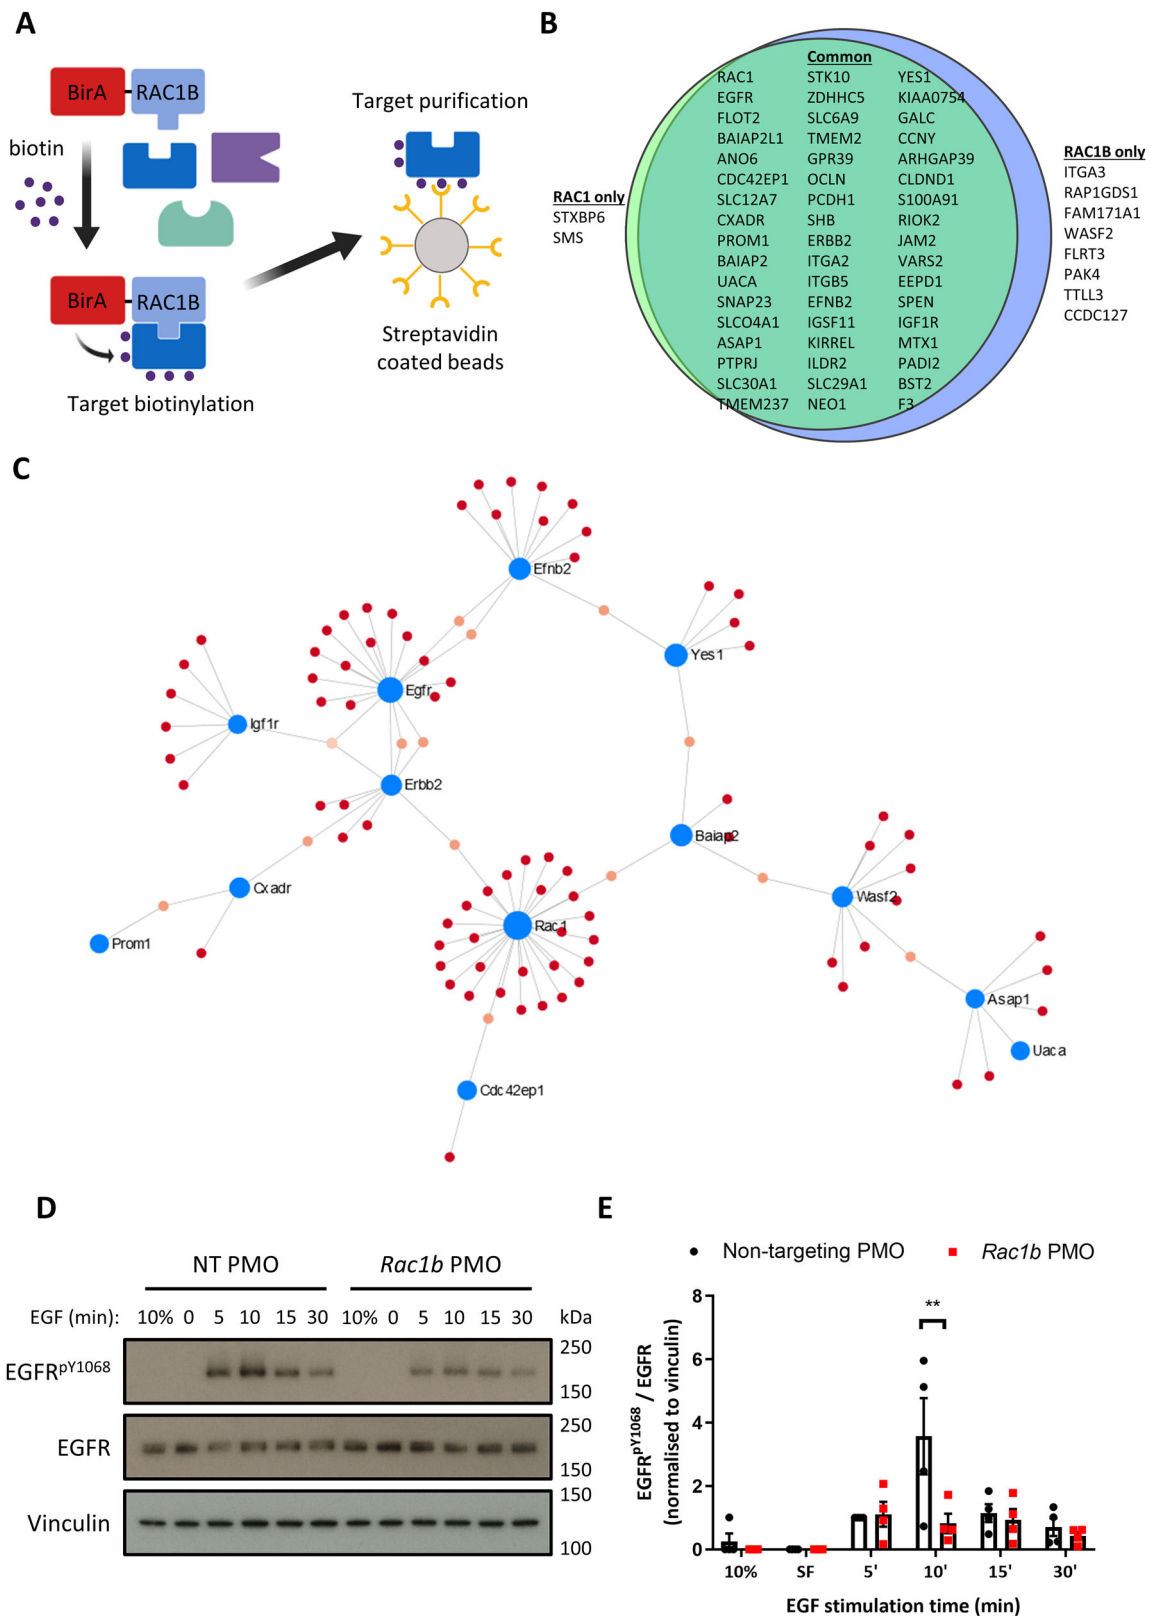 A
BirA
RAC1B
biotin
BirA
RAC1B
Target biotinylation
Target purification
Streptavidin
coated beads
B
Common
RAC1 STK10 YES1
EGFR ZDHHC5 KIAA0754
FLOT2 SLC6A9 GALC
BAIAP2L1 TMEM2 CCNY
ANO6 GPR39 ARHGAP39
CDC42EP1 OCLN CLDND1
SLC12A7 PCDH1 S100A91
CXADR SHB RIOK2
PROM1 ERBB2 JAM2
BAIAP2 ITGA2 VARS2
UACA ITGB5 EEPD1
SNAP23 EFNB2 SPEN
SLCO4A1 IGSF11 IGF1R
ASAP1 KIRREL MTX1
PTPRJ ILDR2 PADI2
SLC30A1 SLC29A1 BST2
TMEM237 NEO1 F3
RAC1 only
STXBP6
SMS
RAC1B only
ITGA3
RAP1GDS1
FAM171A1
WASF2
FLRT3
PAK4
TTLL3
CCDC127
C
Efnb2
Yes1
Egfr
Igf1r
Erbb2
Baiap2
Cxadr
Wasf2
Rac1
Prom1
Asap1
Uaca
Cdc42ep1
D
NT PMO Rac1b PMO
EGF (min): 10% 0 5 10 15 30 10% 0 5 10 15 30 kDa
EGFRpY1068
250
150
EGFR
250
150
Vinculin
150
100
E
Non-targeting PMO Rac1b PMO
EGFRpY1068 / EGFR
(normalised to vinculin)
8
6
4
2
0
**
10% SF 5' 10' 15' 30'
EGF stimulation time (min)